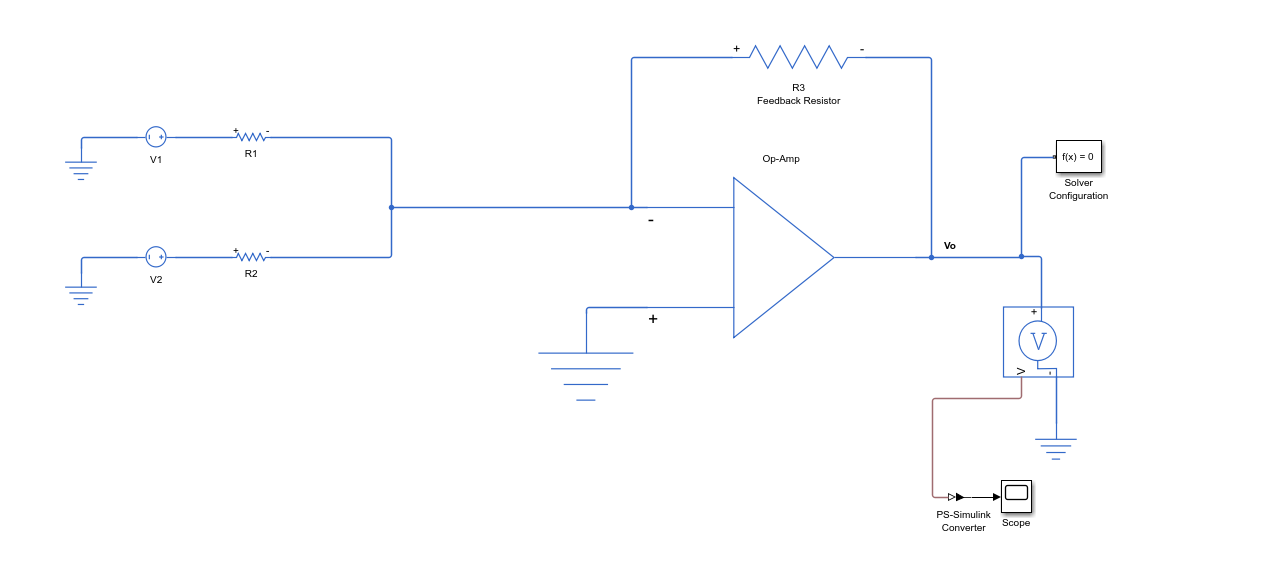 + -
R3
Feedback Resistor
+ -
V1
R1
Op-Amp
f(x) = 0
Solver
Configuration
-
+ -
V2
R2
Vo
+
+
V
V
-
PS-Simulink
Converter
Scope